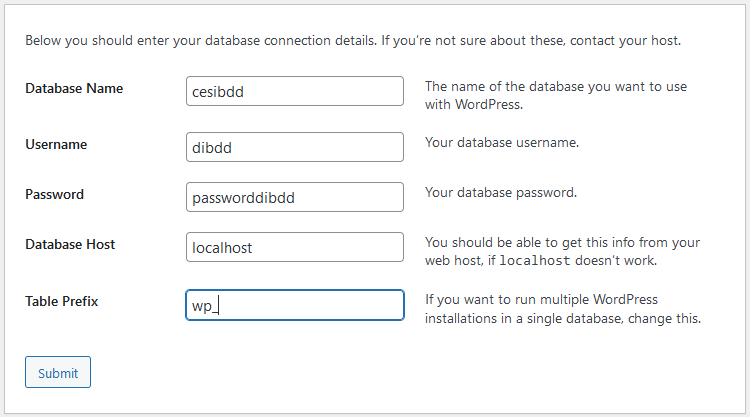 Below you should enter your database connection details. If you're not sure about these, contact your host.
Database Name cesibdd The name of the database you want to use
with WordPress.
Username dibdd Your database username.
Password passworddibdd Your database password.
Database Host localhost You should be able to get this info from your
web host, if localhost doesn't work.
Table Prefix wp_ If you want to run multiple WordPress
installations in a single database, change this.
Submit